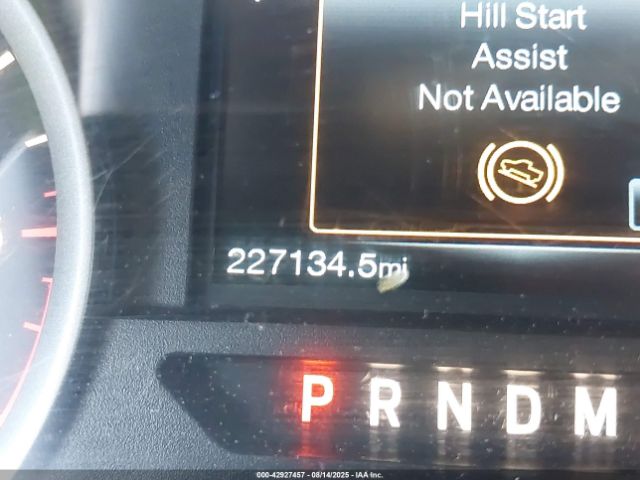 Hill Start
Assist
Not Available
227134.5mi
P R N D M
000-42927457 - 08/14/2025 - IAA Inc.